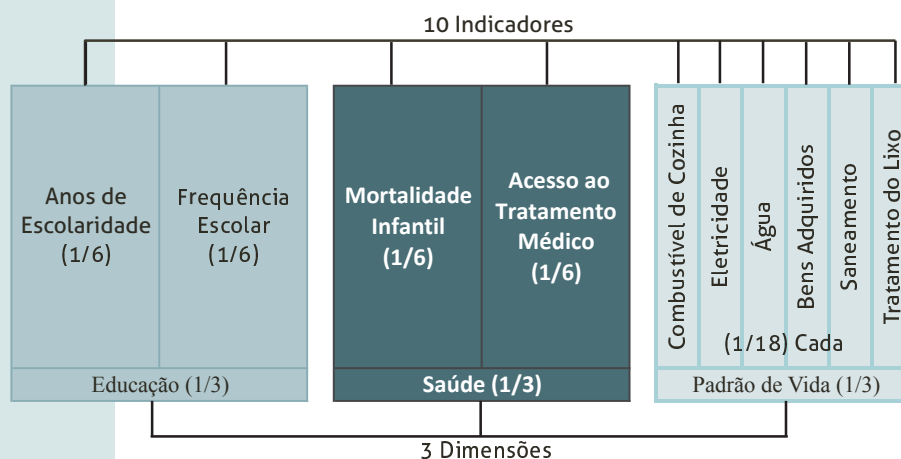 10 Indicadores
Anos de
Escolaridade
(1/6)
Frequência
Escolar
(1/6)
Mortalidade
Infantil
(1/6)
Acesso ao
Tratamento
Médico
(1/6)
Combustível de Cozinha
Eletricidade
Água
Bens Adquiridos
Saneamento
Tratamento do Lixo
(1/18) Cada
Educação (1/3)
Saúde (1/3)
Padrão de Vida (1/3)
3 Dimensões